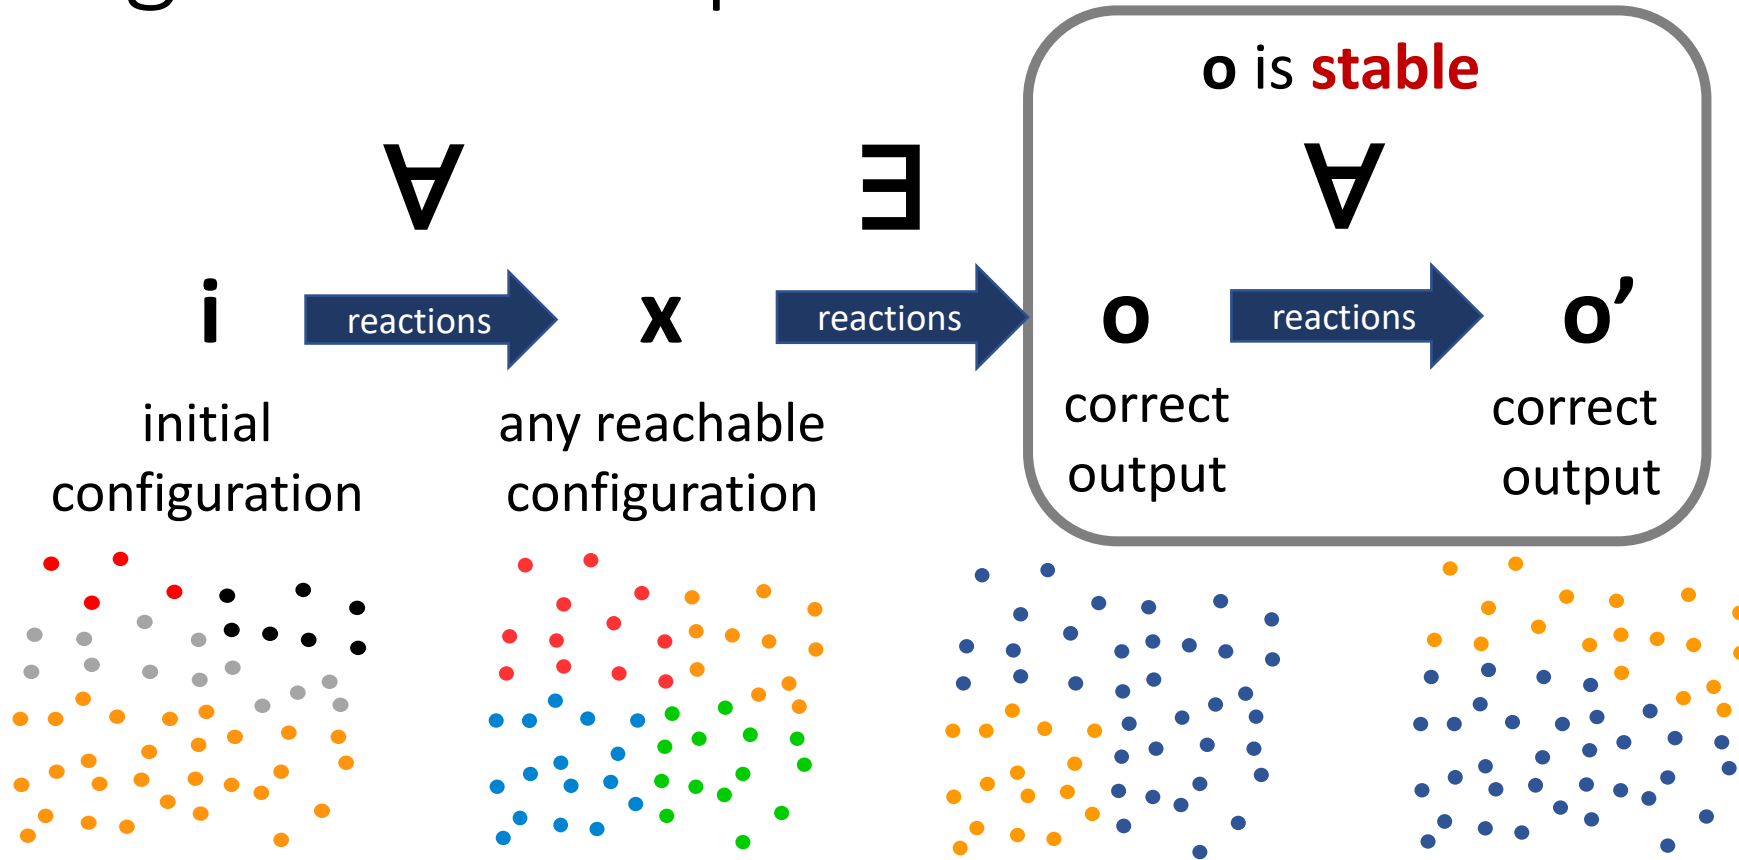 o is stable
∀ ∃ ∀
i reactions x reactions o reactions o’
initial
configuration
any reachable
configuration
correct
output
correct
output